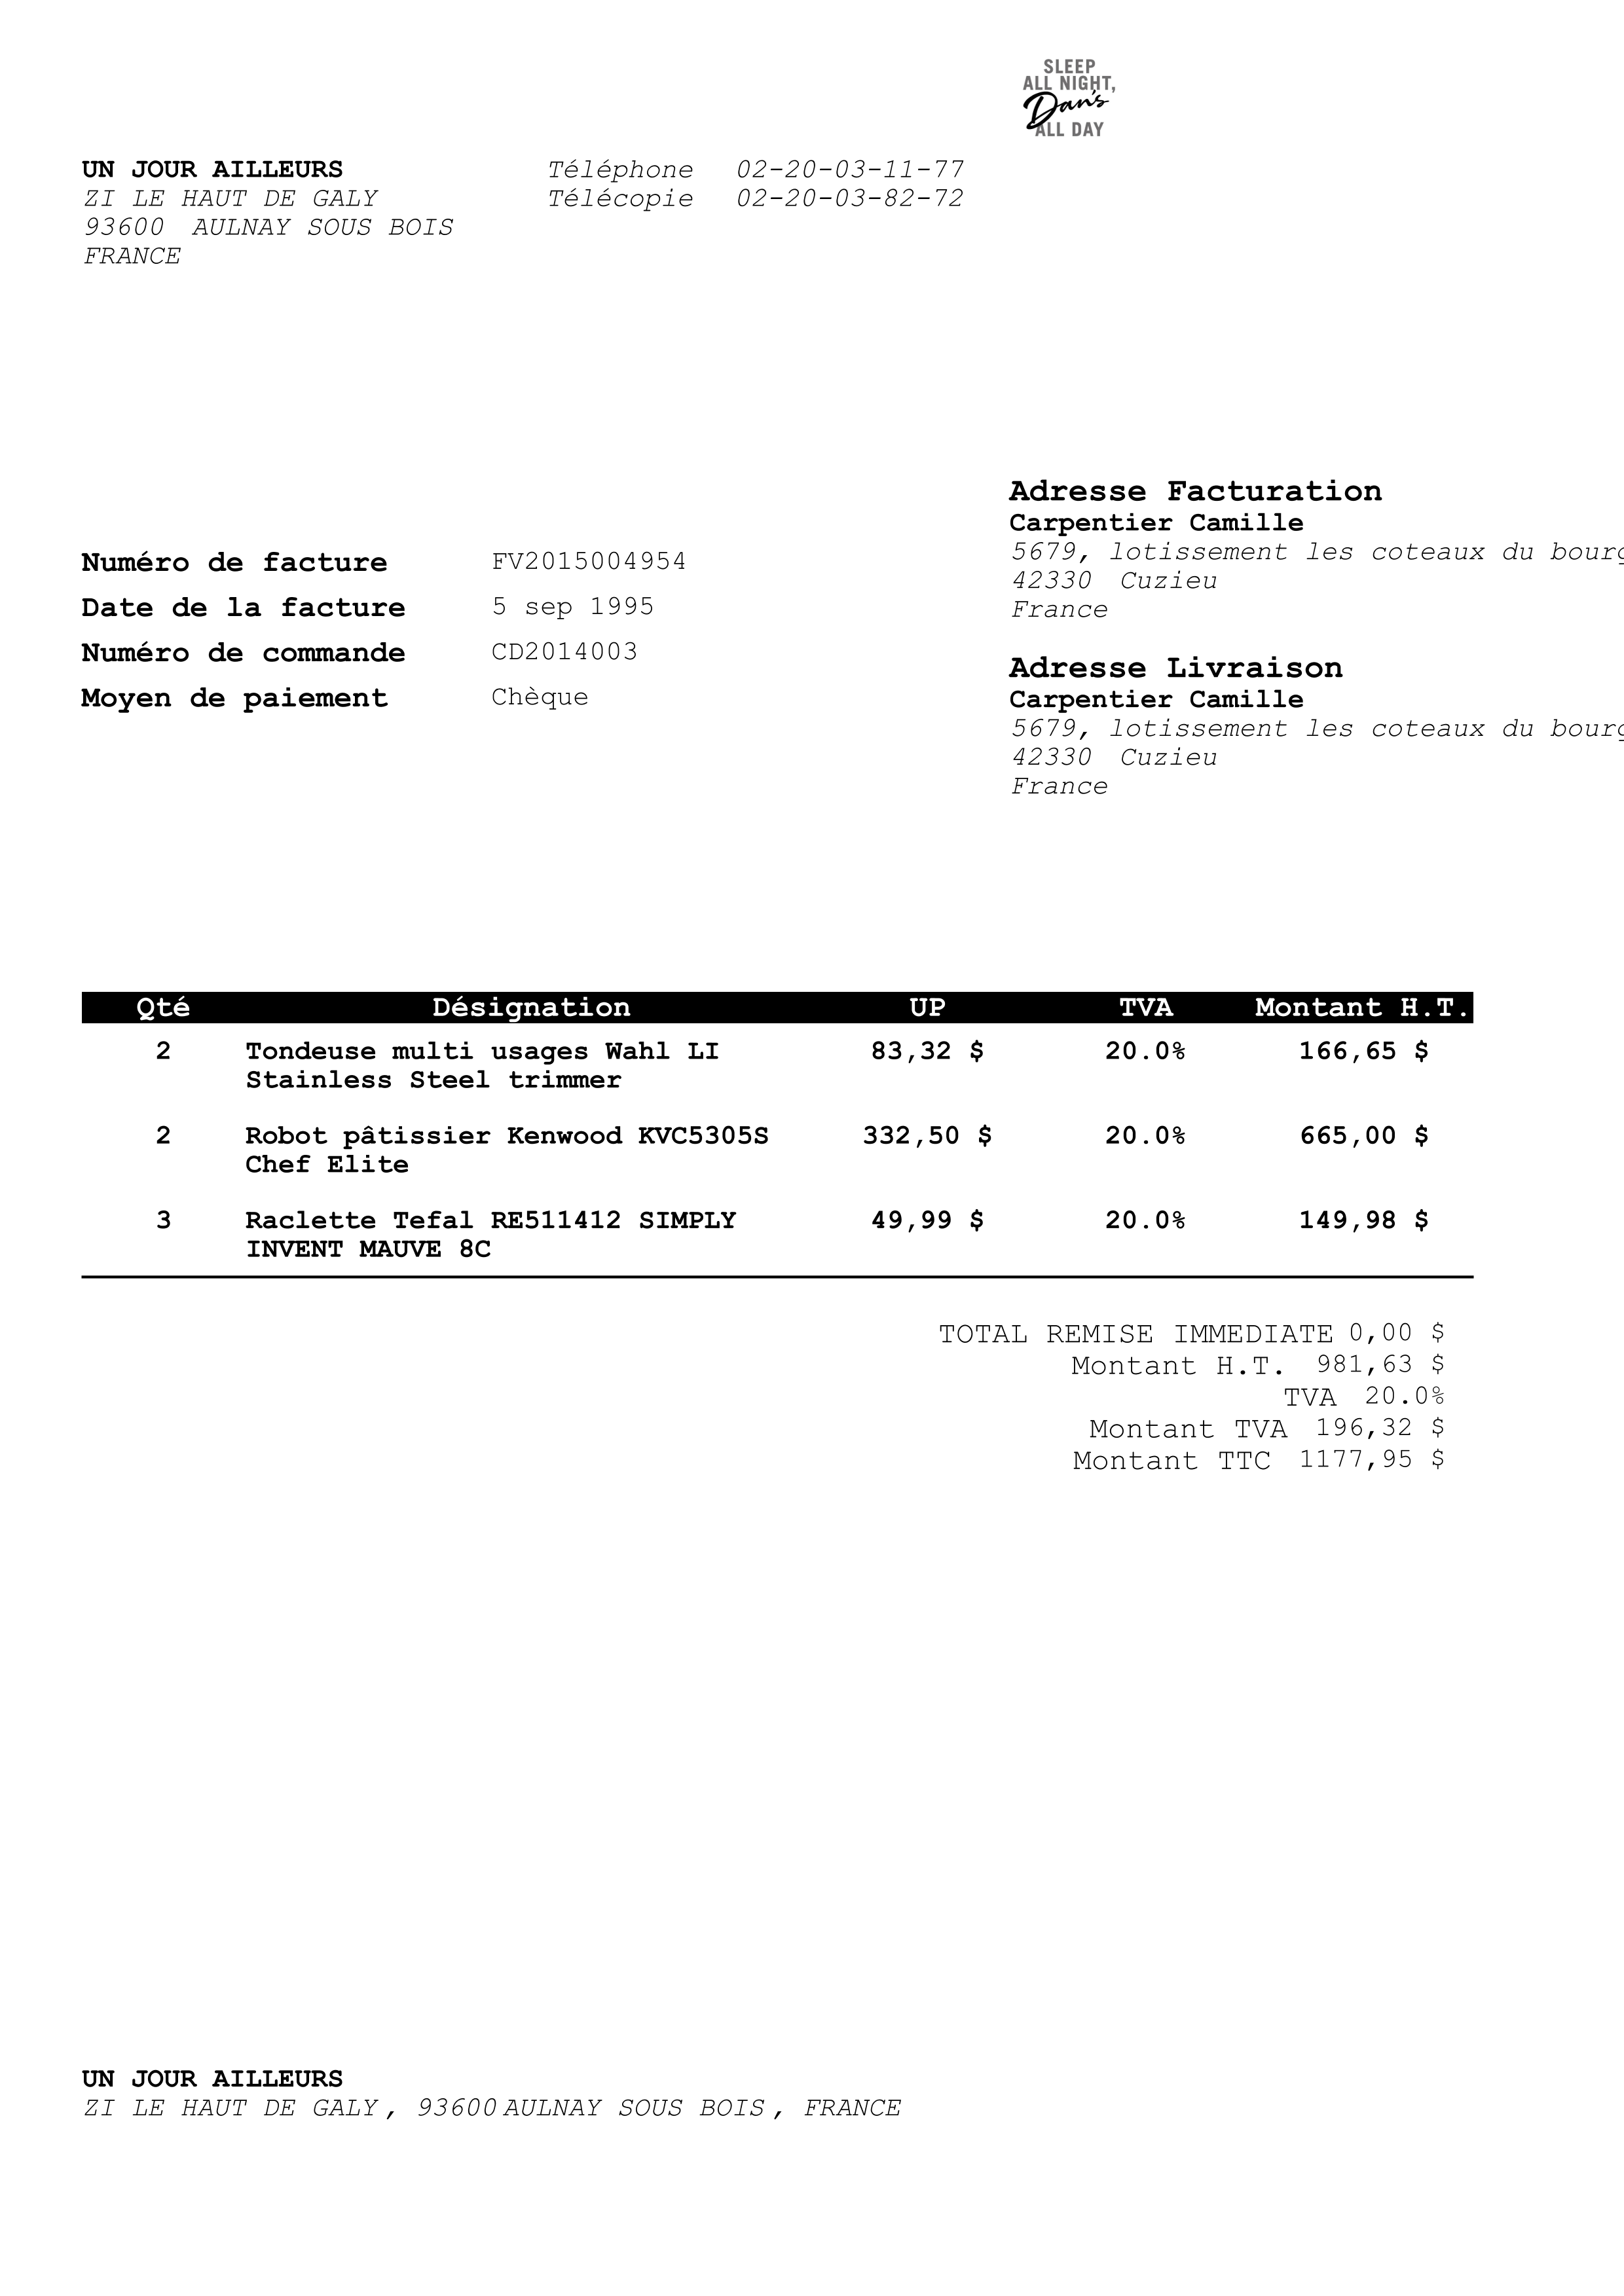 SLEEP
ALL NIGHT,
Dan's
ALL DAY
UN JOUR AILLEURS
ZI LE HAUT DE GALY
93600 AULNAY SOUS BOIS
FRANCE
Téléphone 02-20-03-11-77
Télécopie 02-20-03-82-72
Adresse Facturation
Carpentier Camille
5679, lotissement les coteaux du bourg
42330 Cuzieu
France
Numéro de facture FV2015004954
Date de la facture 5 sep 1995
Numéro de commande CD2014003
Moyen de paiement Chèque
Adresse Livraison
Carpentier Camille
5679, lotissement les coteaux du bourg
42330 Cuzieu
France
Qté Désignation UP TVA Montant H.T.
2 Tondeuse multi usages Wahl LI 83,32 $ 20.0% 166,65 $
Stainless Steel trimmer
2 Robot pâtissier Kenwood KVC5305S 332,50 $ 20.0% 665,00 $
Chef Elite
3 Raclette Tefal RE511412 SIMPLY 49,99 $ 20.0% 149,98 $
INVENT MAUVE 8C
TOTAL REMISE IMMEDIATE 0,00 $
Montant H.T. 981,63 $
TVA 20.0%
Montant TVA 196,32 $
Montant TTC 1177,95 $
UN JOUR AILLEURS
ZI LE HAUT DE GALY , 93600 AULNAY SOUS BOIS , FRANCE